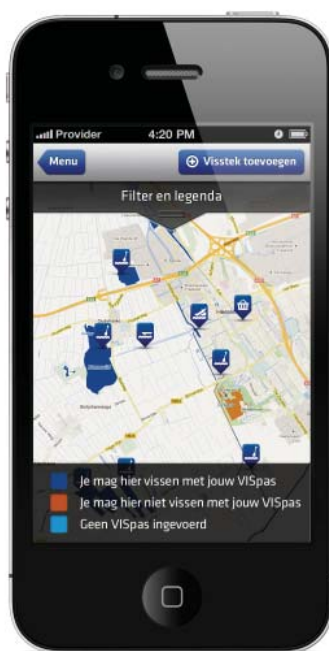 Provider
4:20 PM
Menu
Visstek toevoegen
Filter en legenda
Je mag hier vissen met jouw VISpas
Je mag hier niet vissen met jouw VISpas
Geen VISpas ingevoerd